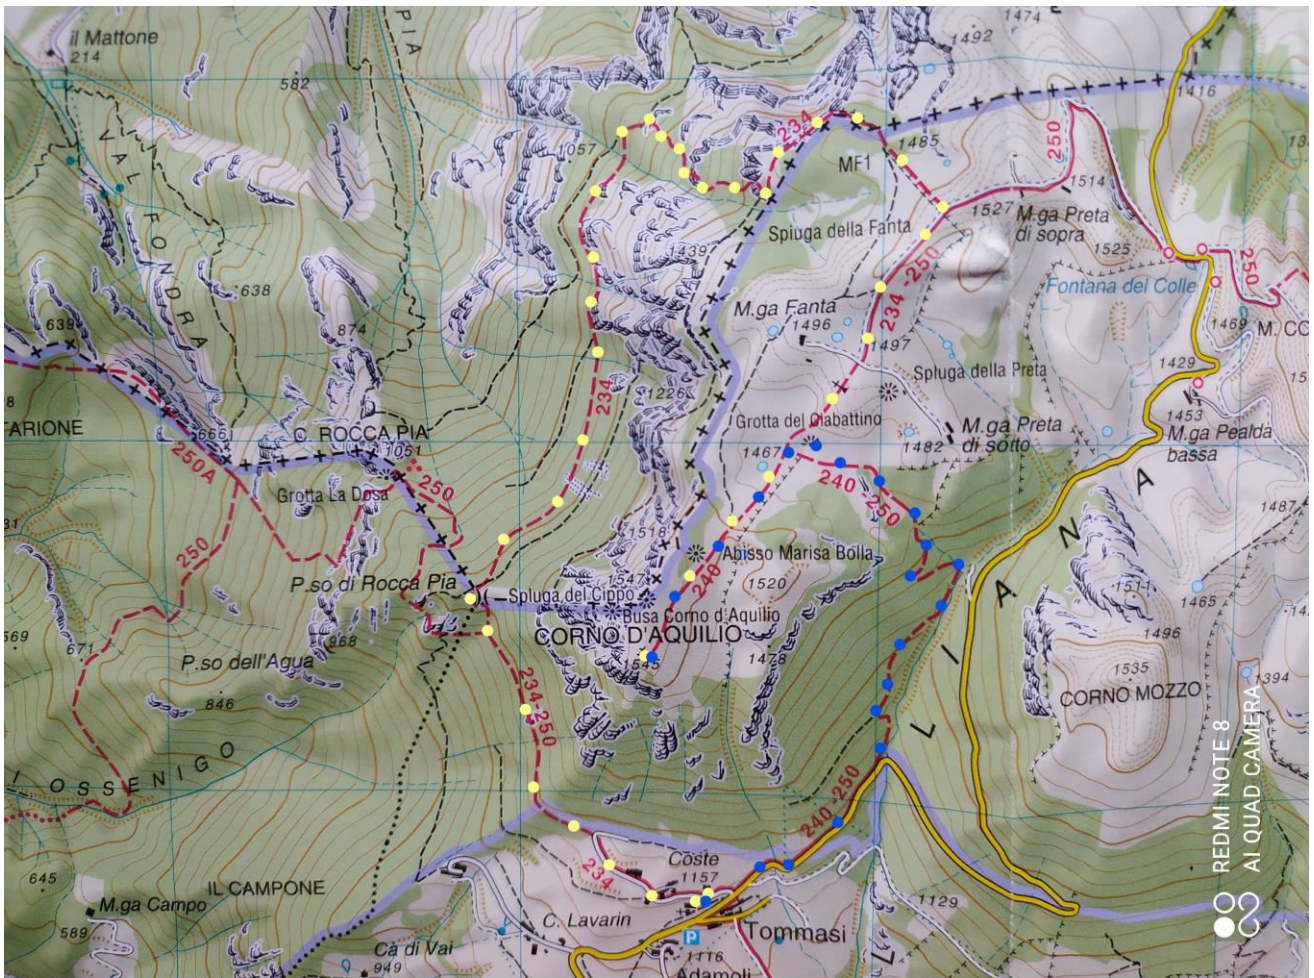 il Mattone
214
VAL FONDRA
PIA
582
1057
1474
1492
1416
234
250
MF1
1485
1514
1527
M.ga Preta
di sopra
1525
Spiuga della Fanta
1439
638
Fontana del Colle
250
234 -250
M.ga Fanta
1496
1497
1469
M. CO
639
874
1226
234
Spluga della Preta
1429
1453
M.ga Pealda
bassa
Grotta del Ciabattino
M.ga Preta
di sotto
1482
1467
TARIONE
666
250A
C. ROCCA PIA
1051
250
Grotta La Dosa
240 -250
1487
250
1518
Abisso Marisa Bolla
240
P.so di Rocca Pia
1547
Spluga del Cippo
1520
Busa Corno d'Aquilio
CORNO D'AQUILIO
1545
1478
1511
1465
1496
569
671
968
P.so dell'Agua
846
234-250
LIANA
1535
CORNO MOZZO
1394
OSSENIGO
240 -250
234
Coste
1157
645
IL CAMPONE
M.ga Campo
589
C. Lavarin
Tommasi
1129
P
1116
Adamoli
Cà di Vai
949
REDMI NOTE 8
AI QUAD CAMERA